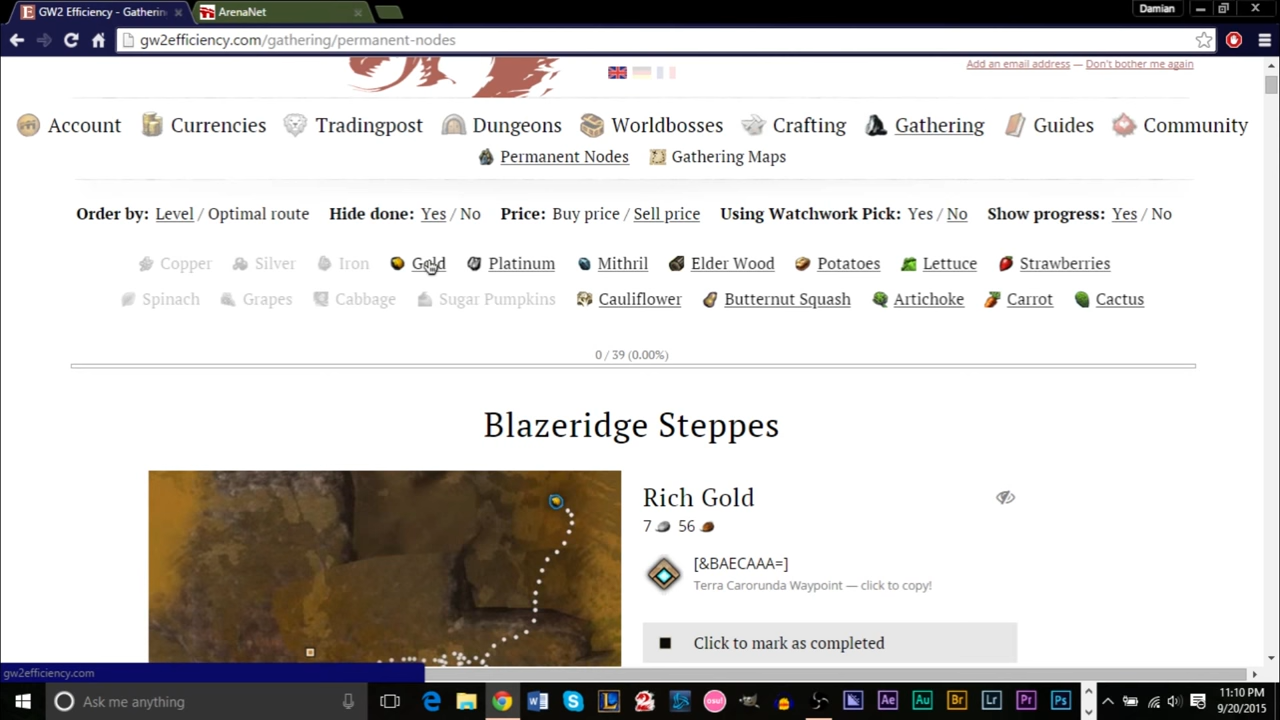 GW2 Efficiency - Gatherin
ArenaNet
Damian
gw2efficiency.com/gathering/permanent-nodes
Add an email address — Don't bother me again
Account Currencies Tradingpost Dungeons Worldbosses Crafting Gathering Guides Community
Permanent Nodes Gathering Maps
Order by: Level / Optimal route Hide done: Yes / No Price: Buy price / Sell price Using Watchwork Pick: Yes / No Show progress: Yes / No
Copper Silver Iron Gold Platinum Mithril Elder Wood Potatoes Lettuce Strawberries
Spinach Grapes Cabbage Sugar Pumpkins Cauliflower Butternut Squash Artichoke Carrot Cactus
0 / 39 (0.00%)
Blazeridge Steppes
Rich Gold
7 56
[&BAECAAA=]
Terra Carorunda Waypoint — click to copy!
Click to mark as completed
gw2efficiency.com
Ask me anything
11:10 PM
9/20/2015